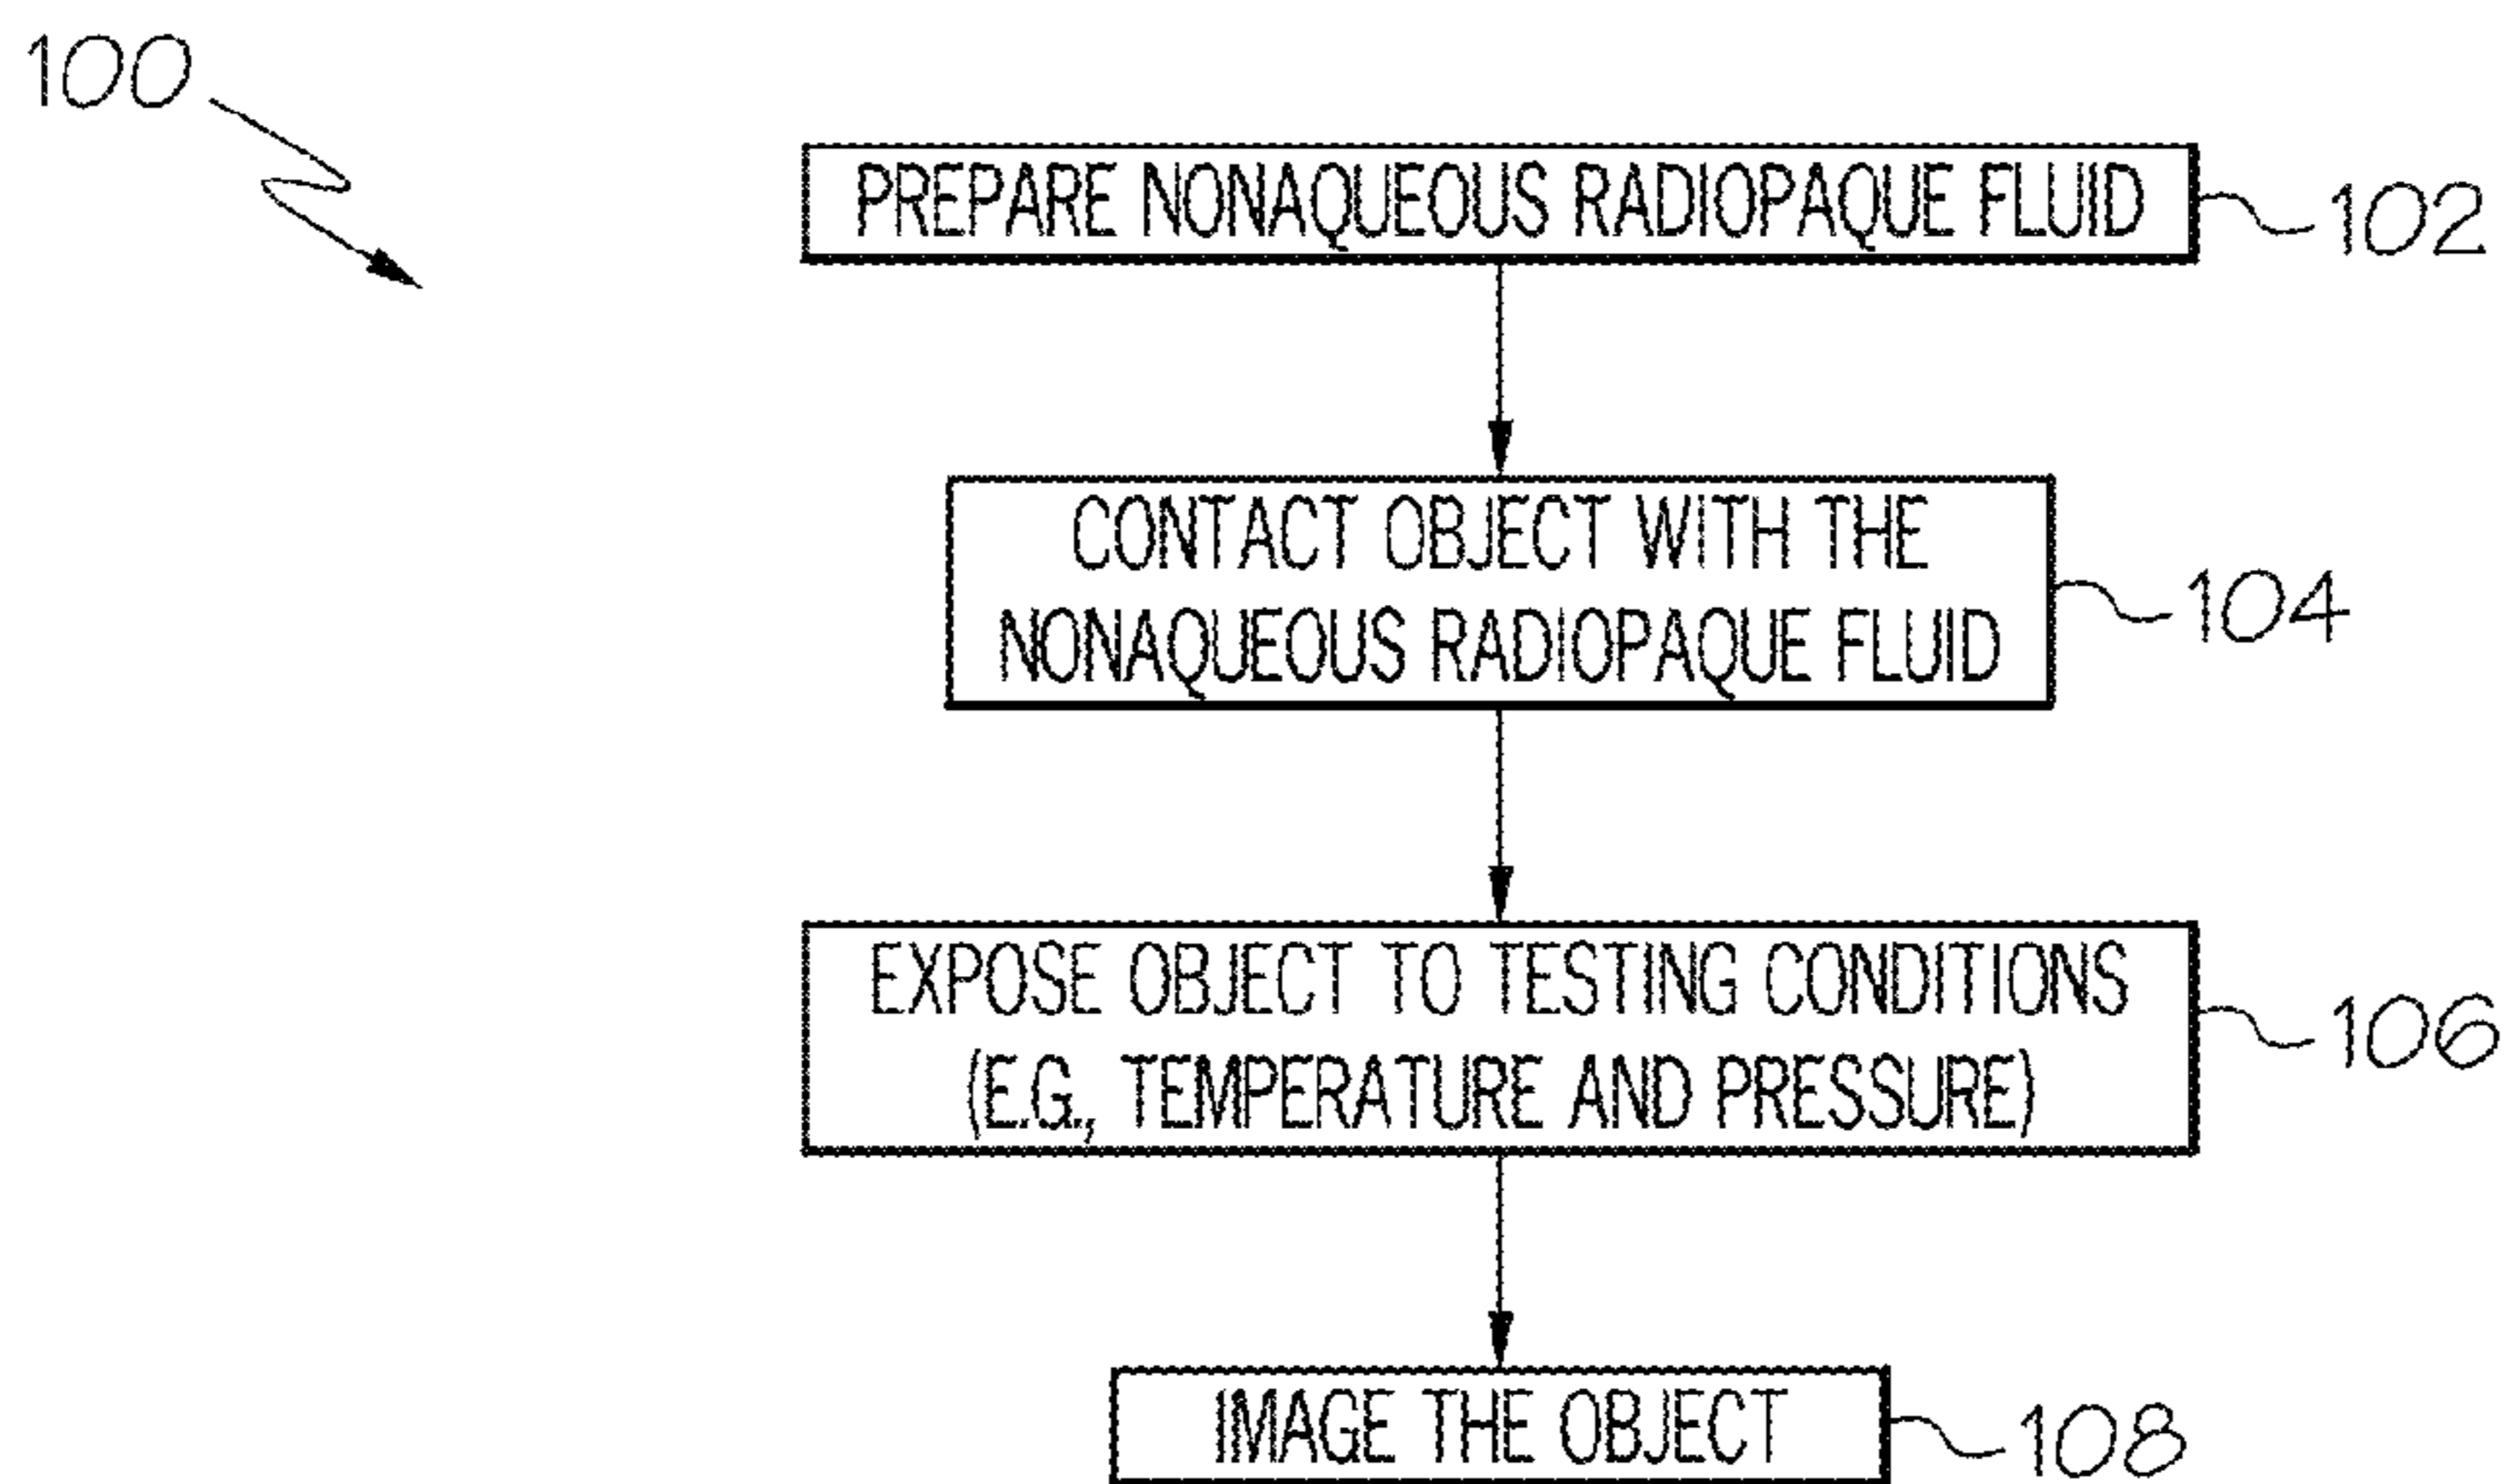 100
PREPARE NONAQUEOUS RADIOPAQUE FLUID
102
CONTACT OBJECT WITH THE
NONAQUEOUS RADIOPAQUE FLUID
104
EXPOSE OBJECT TO TESTING CONDITIONS
(E.G., TEMPERATURE AND PRESSURE)
106
IMAGE THE OBJECT
108